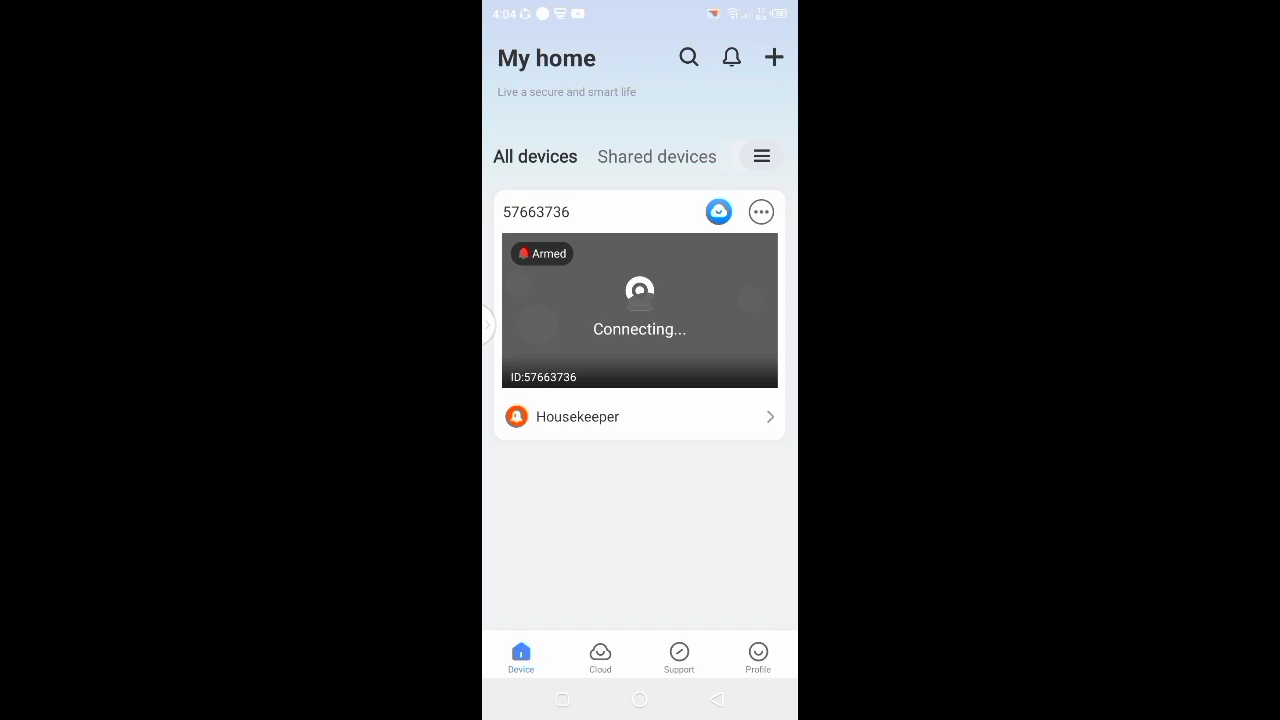 4:04
My home
Live a secure and smart life
All devices Shared devices
57663736
Armed
Connecting...
ID:57663736
Housekeeper
Device Cloud Support Profile